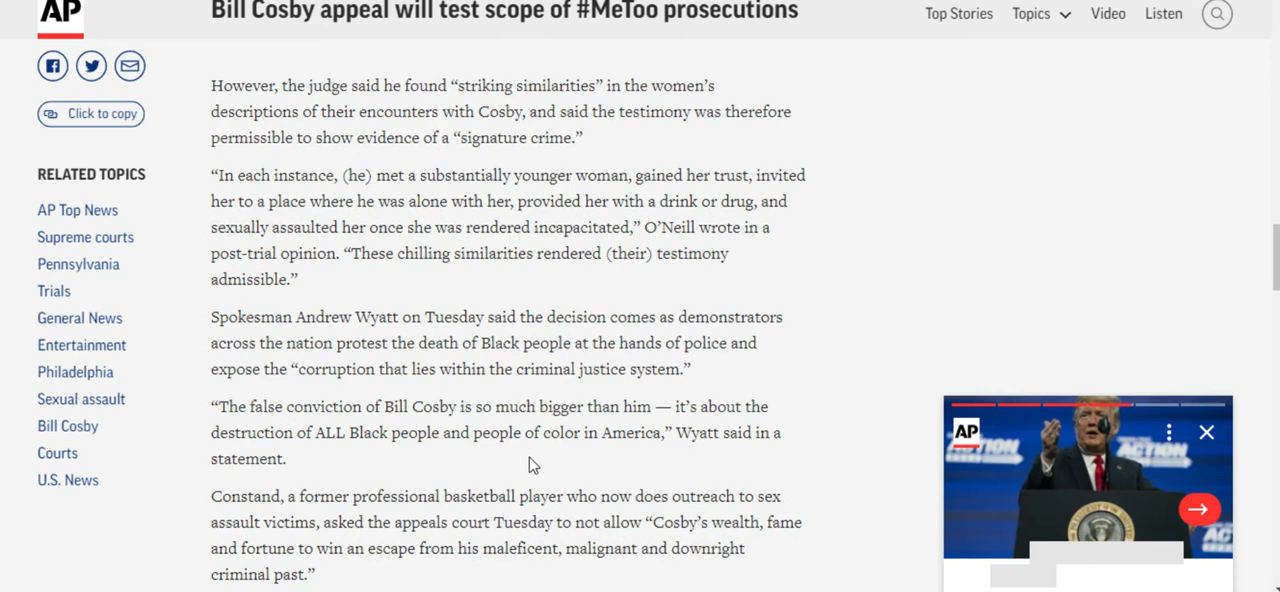 AP
Bill Cosby appeal will test scope of #MeToo prosecutions
Top Stories Topics Video Listen
Click to copy
RELATED TOPICS
AP Top News
Supreme courts
Pennsylvania
Trials
General News
Entertainment
Philadelphia
Sexual assault
Bill Cosby
Courts
U.S. News
However, the judge said he found “striking similarities” in the women’s
descriptions of their encounters with Cosby, and said the testimony was therefore
permissible to show evidence of a “signature crime.”
“In each instance, (he) met a substantially younger woman, gained her trust, invited
her to a place where he was alone with her, provided her with a drink or drug, and
sexually assaulted her once she was rendered incapacitated,” O’Neill wrote in a
post-trial opinion. “These chilling similarities rendered (their) testimony
admissible.”
Spokesman Andrew Wyatt on Tuesday said the decision comes as demonstrators
across the nation protest the death of Black people at the hands of police and
expose the “corruption that lies within the criminal justice system.”
“The false conviction of Bill Cosby is so much bigger than him — it’s about the
destruction of ALL Black people and people of color in America,” Wyatt said in a
statement.
Constand, a former professional basketball player who now does outreach to sex
assault victims, asked the appeals court Tuesday to not allow “Cosby’s wealth, fame
and fortune to win an escape from his maleficent, malignant and downright
criminal past.”
AP